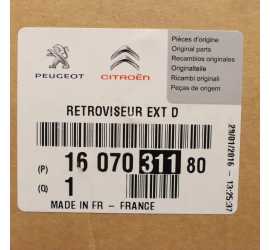 PEUGEOT
CITROËN
Pièces d'origine
Original parts
Recambios originales
Originalteile
Ricambi originali
Peças de origem
RETROVISEUR EXT D
(P) 16 070 311 80
(Q) 1
MADE IN FR - FRANCE
29/01/2016 - 13:25:37